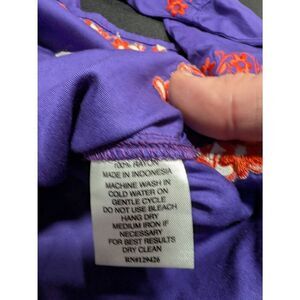 100% RAYON
MADE IN INDONESIA
MACHINE WASH IN
COLD WATER ON
GENTLE CYCLE
DO NOT USE BLEACH
HANG DRY
MEDIUM IRON IF
NECESSARY
FOR BEST RESULTS
DRY CLEAN
RN#129426